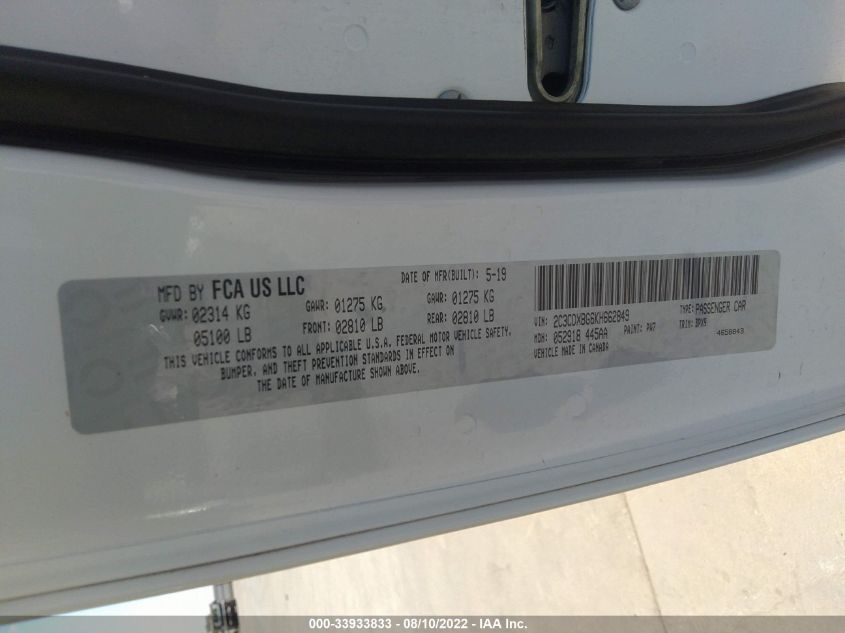 MFD BY FCA US LLC
DATE OF MFR(BUILT): 5-19
GVWR: 02314 KG
GAWR: 01275 KG
GAWR: 01275 KG
05100 LB
FRONT: 02810 LB
REAR: 02810 LB
THIS VEHICLE CONFORMS TO ALL APPLICABLE U.S.A. FEDERAL MOTOR VEHICLE SAFETY,
BUMPER, AND THEFT PREVENTION STANDARDS IN EFFECT ON
THE DATE OF MANUFACTURE SHOWN ABOVE.
VIN: 2C3CDXBG6KH662849
TYPE: PASSENGER CAR
MDH: 052918 445AA
PAINT: PW7
TRIM: BPX9
VEHICLE MADE IN CANADA
4658843
000-33933833 - 08/10/2022 - IAA Inc.